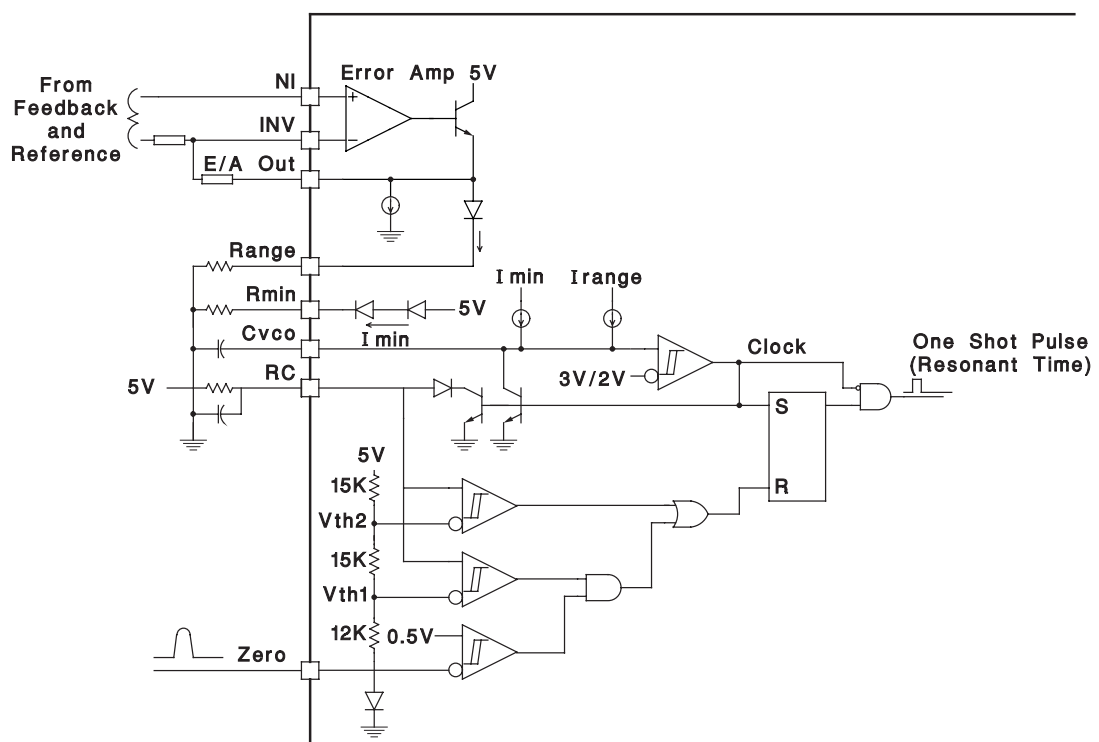 Error Amp 5V
From
Feedback
and
Reference
NI
+
INV
−
E/A Out
Range
I min
I range
Rmin
5V
I min
Cvco
3V/2V
Clock
One Shot Pulse
(Resonant Time)
RC
5V
S
R
5V
15K
Vth2
15K
Vth1
12K
0.5V
Zero